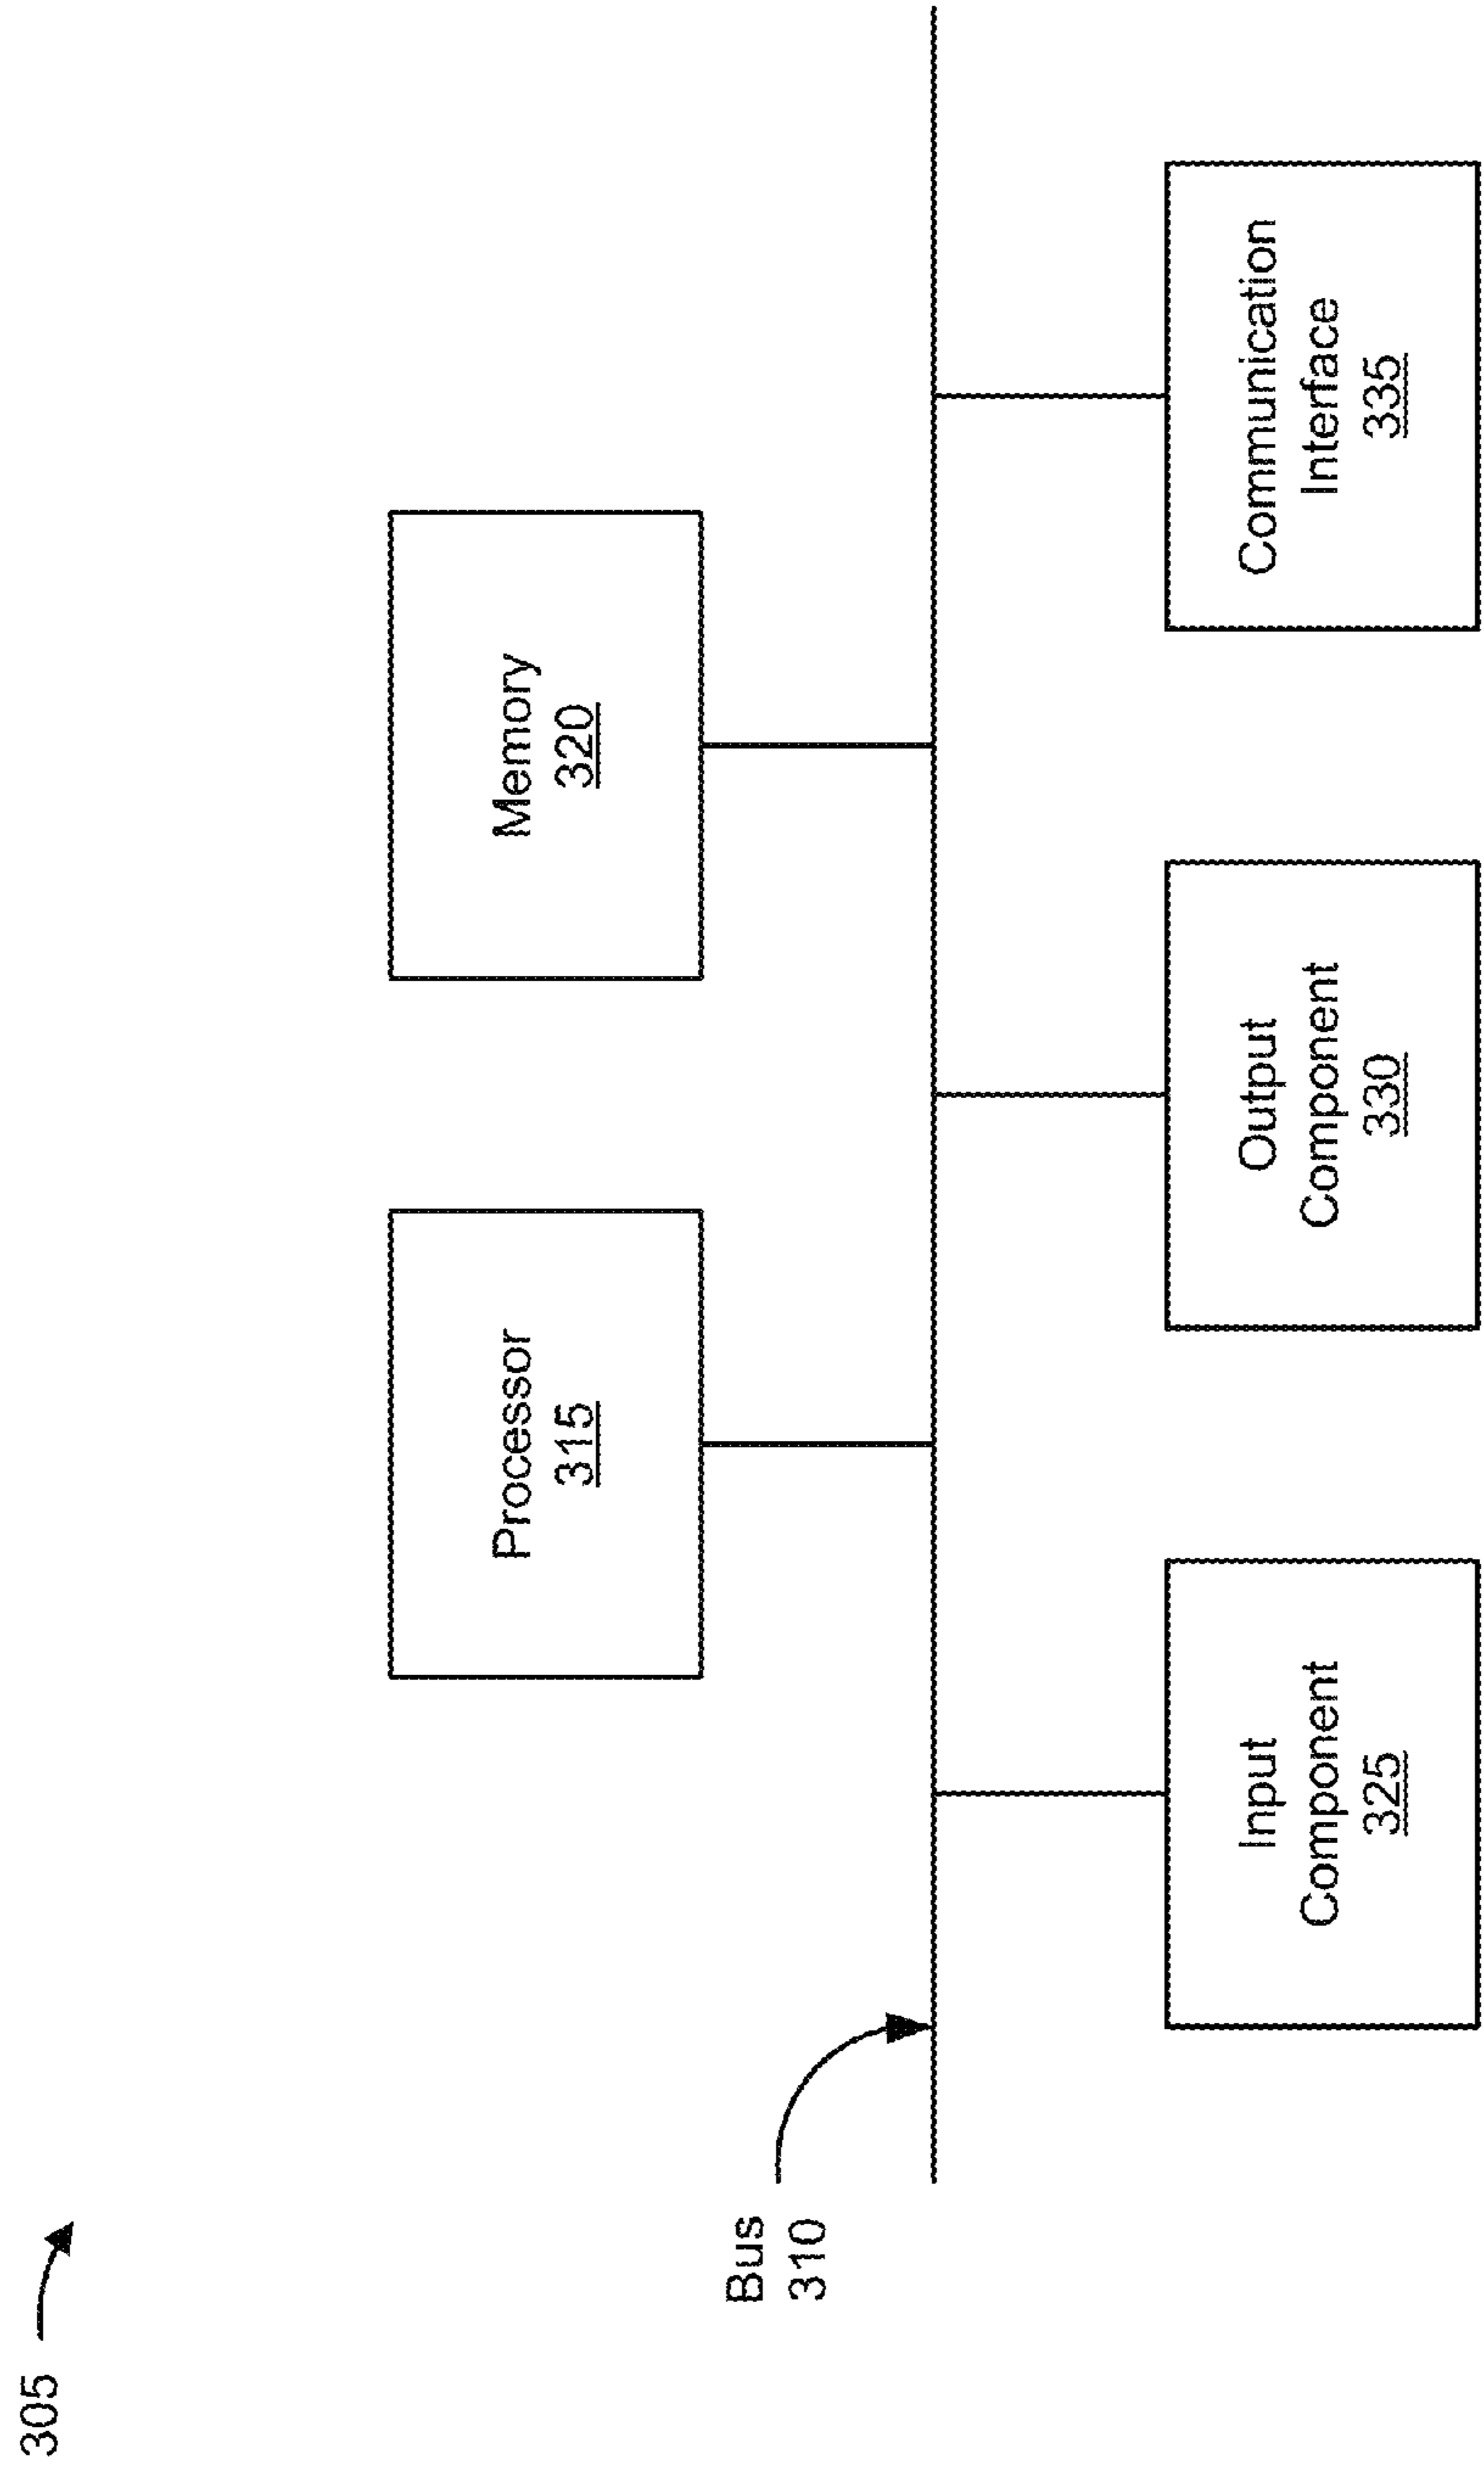 305
Bus
310
Processor
315
Memory
320
Input
Component
325
Output
Component
330
Communication
Interface
335